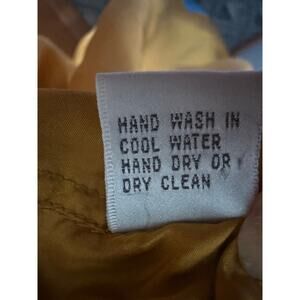 HAND WASH IN
COOL WATER
HAND DRY OR
DRY CLEAN